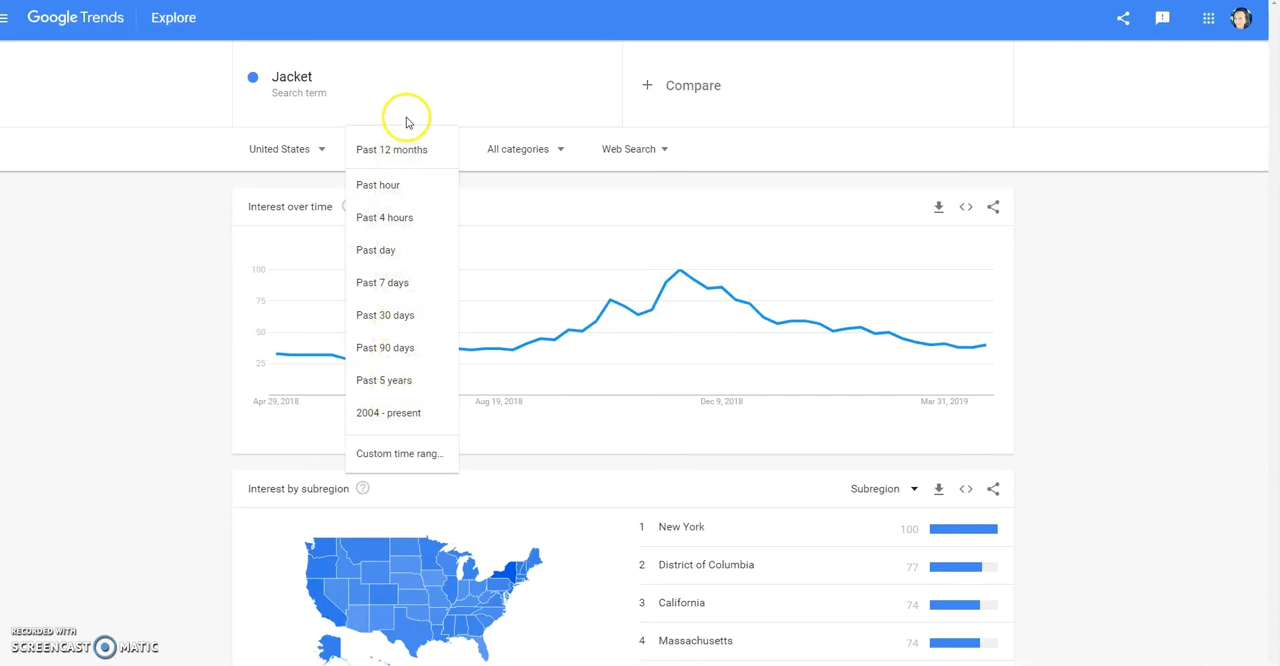 Google Trends Explore
Jacket
Search term
+ Compare
United States
Past 12 months
All categories
Web Search
Past hour
Past 4 hours
Past day
Past 7 days
Past 30 days
Past 90 days
Past 5 years
2004 - present
Custom time rang...
Interest over time
100
75
50
25
Apr 29, 2018 Aug 19, 2018 Dec 9, 2018 Mar 31, 2019
Interest by subregion ?
Subregion
1 New York 100
2 District of Columbia 77
3 California 74
4 Massachusetts 74
RECORDED WITH
SCREENCAST MATIC